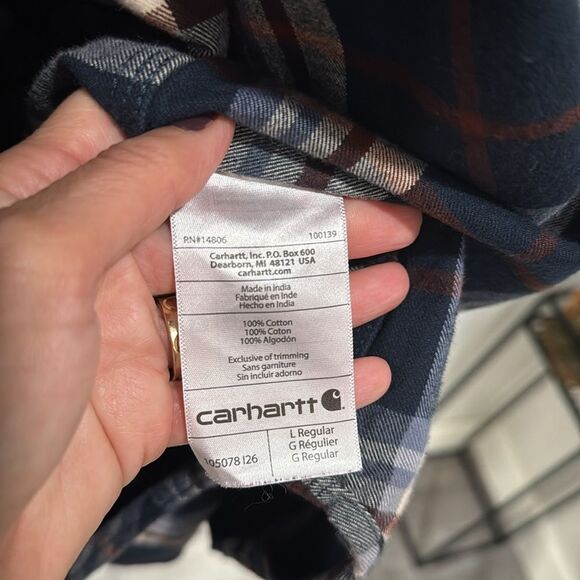 RN#14806 100139
Carhartt, Inc. P.O. Box 600
Dearborn, MI 48121 USA
carhartt.com
Made in india
Fabriqué en Inde
Hecho en India
100% Cotton
100% Coton
100% Algodón
Exclusive of trimming
Sans garniture
Sin incluir adorno
carhartt
L Regular
G Régulier
G Regular
105078 I26